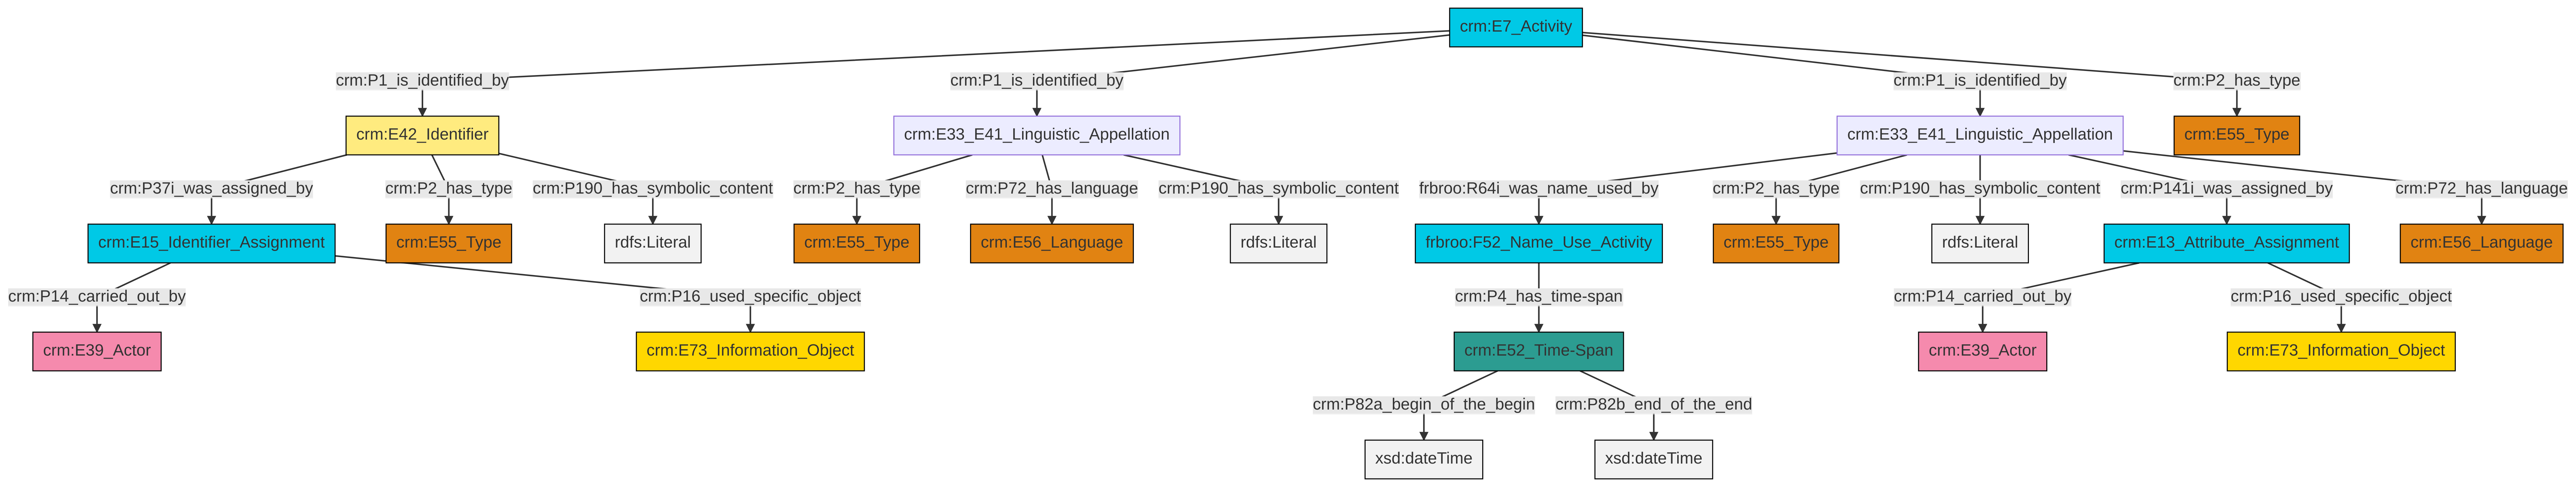 crm:E7_Activity
crm:P1_is_identified_by
crm:P1_is_identified_by
crm:P1_is_identified_by
crm:P2_has_type
crm:E42_Identifier
crm:E33_E41_Linguistic_Appellation
crm:E33_E41_Linguistic_Appellation
crm:E55_Type
crm:P37i_was_assigned_by
crm:P2_has_type
crm:P190_has_symbolic_content
crm:P2_has_type
crm:P72_has_language
crm:P190_has_symbolic_content
frbroo:R64i_was_name_used_by
crm:P2_has_type
crm:P190_has_symbolic_content
crm:P141i_was_assigned_by
crm:P72_has_language
crm:E15_Identifier_Assignment
crm:E55_Type
rdfs:Literal
crm:E55_Type
crm:E56_Language
rdfs:Literal
frbroo:F52_Name_Use_Activity
crm:E55_Type
rdfs:Literal
crm:E13_Attribute_Assignment
crm:E56_Language
crm:P14_carried_out_by
crm:P16_used_specific_object
crm:P4_has_time-span
crm:P14_carried_out_by
crm:P16_used_specific_object
crm:E39_Actor
crm:E73_Information_Object
crm:E52_Time-Span
crm:E39_Actor
crm:E73_Information_Object
crm:P82a_begin_of_the_begin
crm:P82b_end_of_the_end
xsd:dateTime
xsd:dateTime